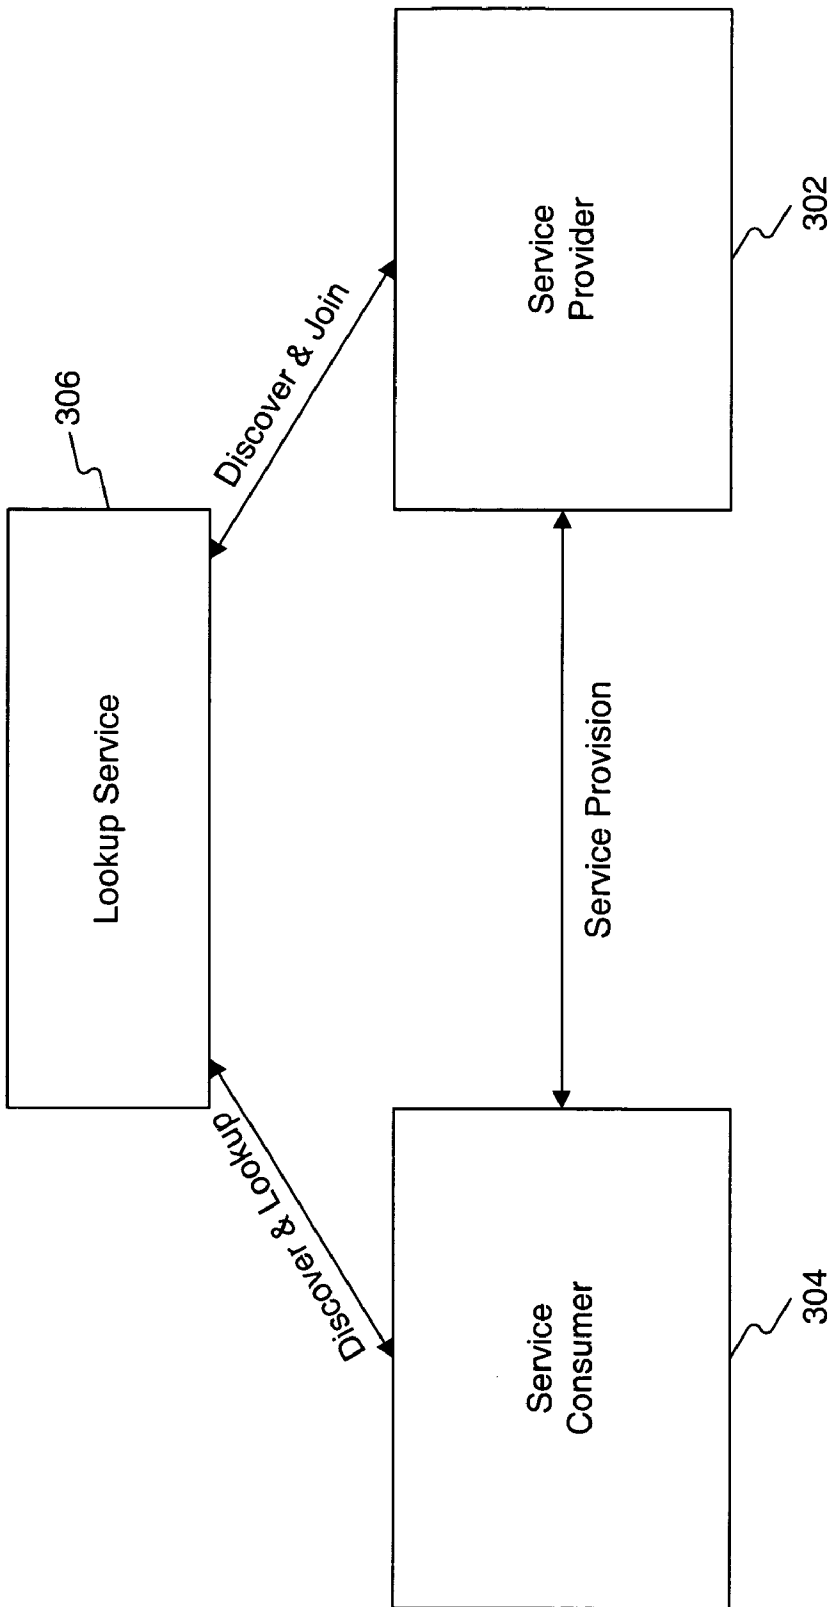 306
Lookup Service
Discover & Lookup
Discover & Join
Service
Consumer
304
Service Provision
Service
Provider
302